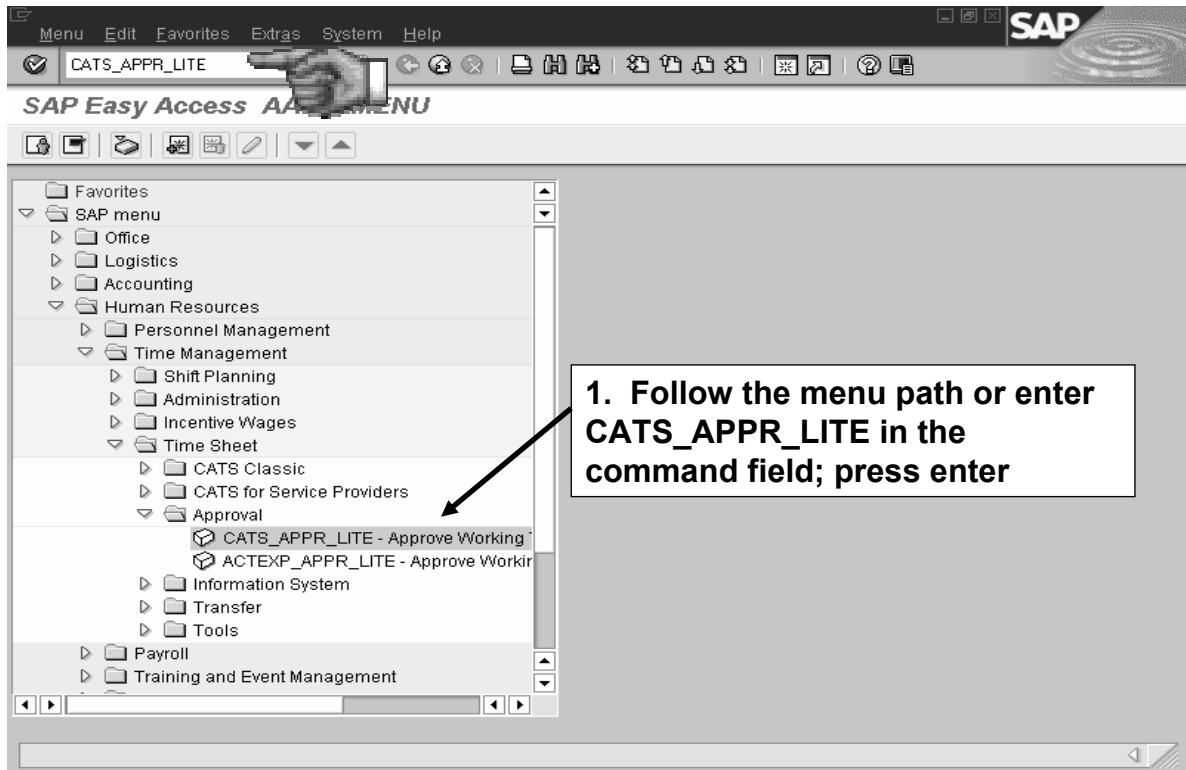 Menu Edit Favorites Extras System Help
SAP
CATS_APPR_LITE
SAP Easy Access
Favorites
SAP menu
Office
Logistics
Accounting
Human Resources
Personnel Management
Time Management
Shift Planning
Administration
Incentive Wages
Time Sheet
CATS Classic
CATS for Service Providers
Approval
CATS_APPR_LITE - Approve Working
ACTEXP_APPR_LITE - Approve Workin
Information System
Transfer
Tools
Payroll
Training and Event Management
1. Follow the menu path or enter
CATS_APPR_LITE in the
command field; press enter